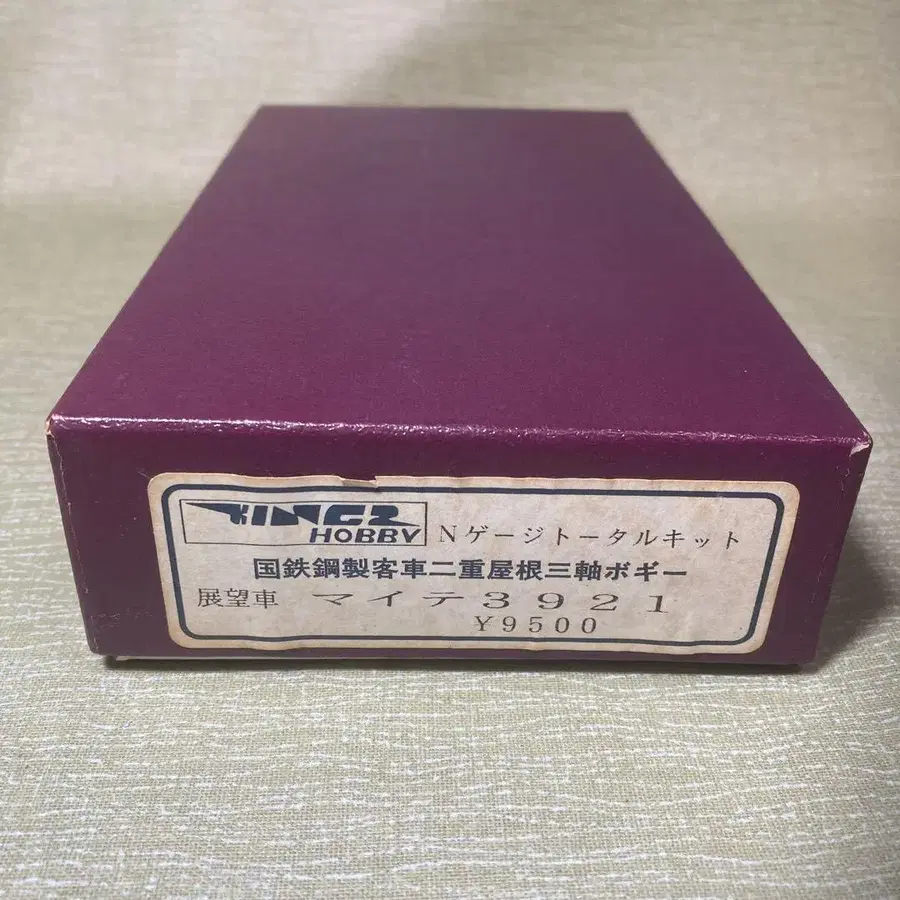 KINGS HOBBY Nゲージトータルキット
国鉄鋼製客車二重屋根三軸ボギー
展望車 マイテ3921
¥9500